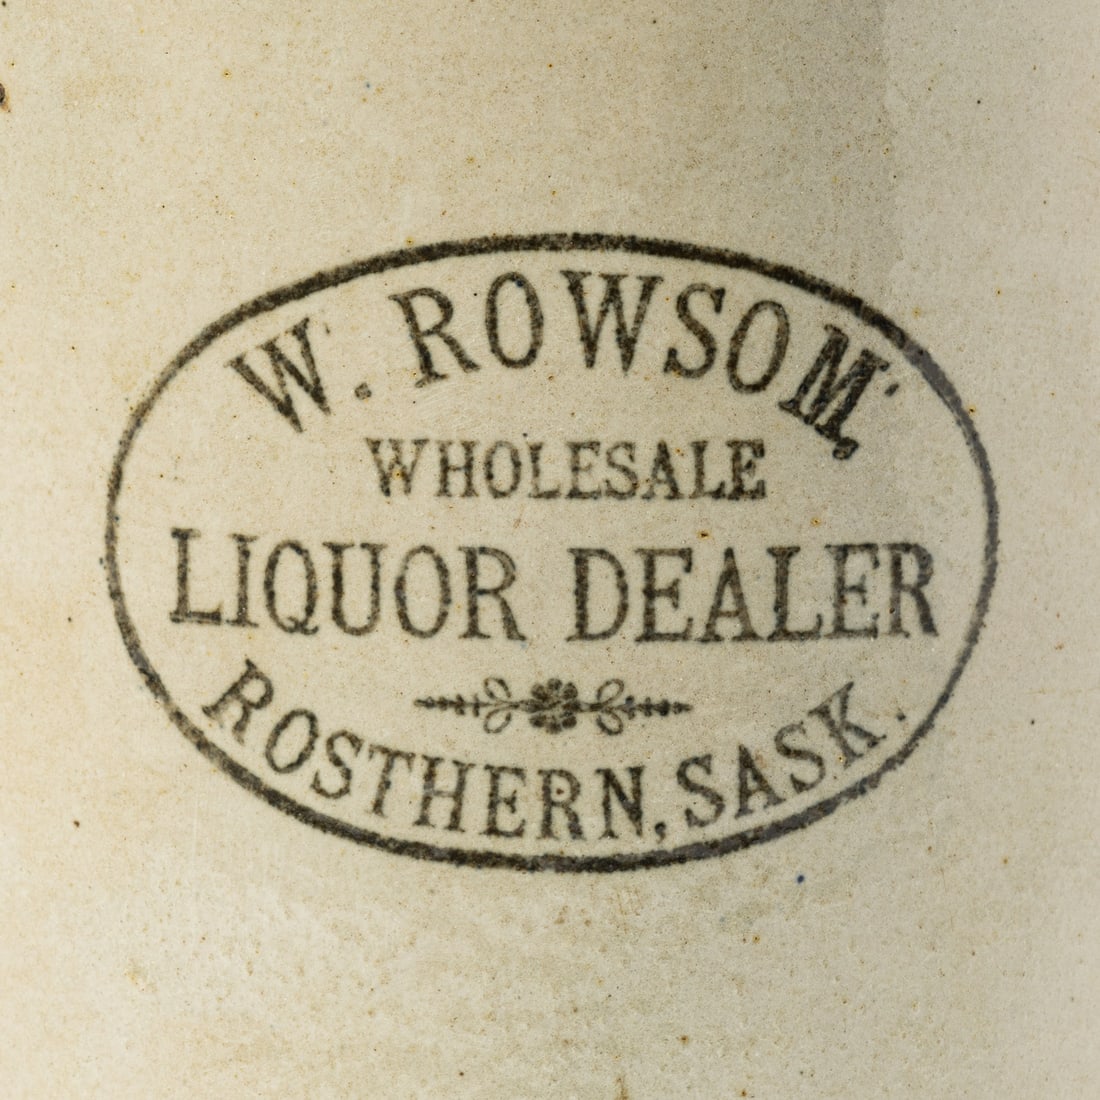 W. ROWSOM,
WHOLESALE
LIQUOR DEALER
ROSTHERN, SASK.